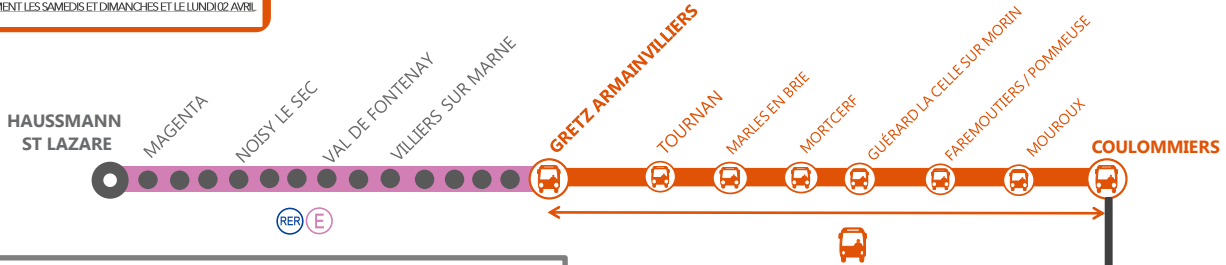 MENT LES SAMEDIS ET DIMANCHES ET LE LUNDI 02 AVRIL
HAUSSMANN
ST LAZARE
MAGENTA
NOISY LE SEC
VAL DE FONTENAY
VILLIERS SUR MARNE
GRETZ ARMAINVILLIERS
TOURNAN
MARLES EN BRIE
MORTCERF
GUÉRARD LA CELLE SUR MORIN
FAREMOUTIERS / POMMEUSE
MOUROUX
COULOMMIERS
RER E